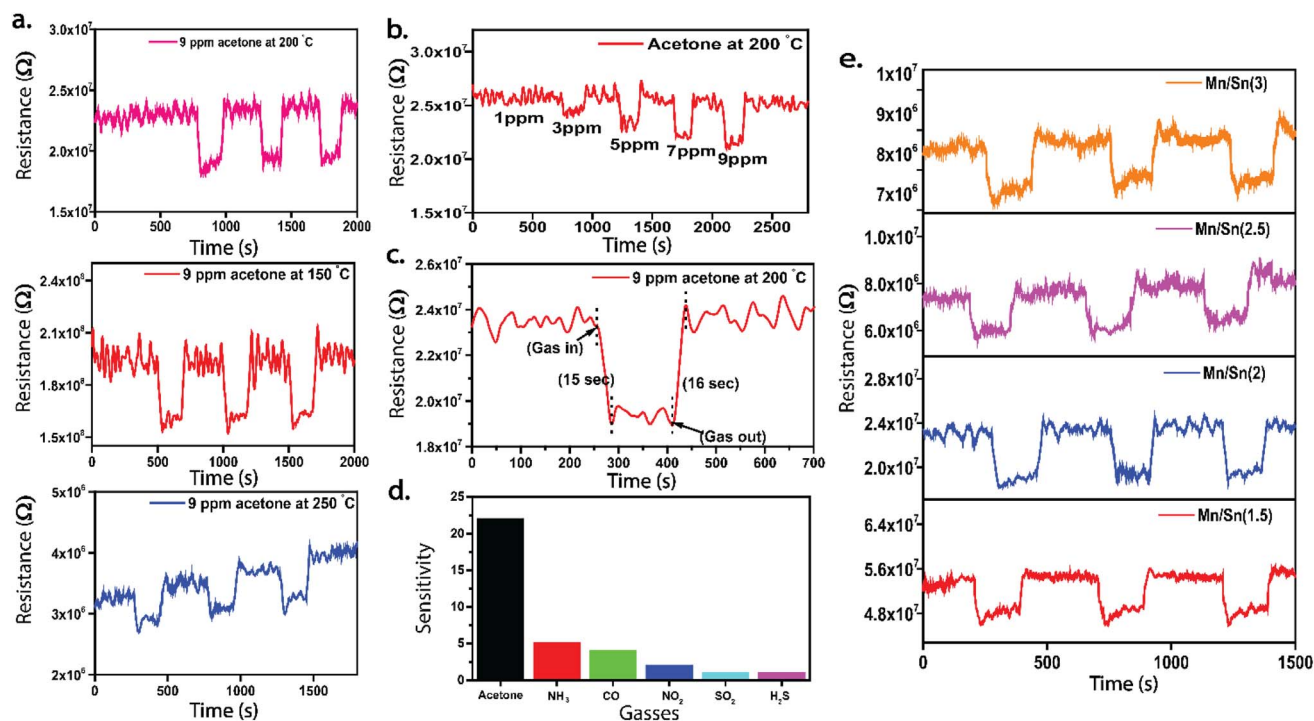 a.
9 ppm acetone at 200 °C
3.0x10⁷
2.5x10⁷
2.0x10⁷
1.5x10⁷
Resistance (Ω)
0 500 1000 1500 2000
Time (s)
9 ppm acetone at 150 °C
2.4x10⁸
2.1x10⁸
1.8x10⁸
1.5x10⁸
Resistance (Ω)
0 500 1000 1500 2000
Time (s)
9 ppm acetone at 250 °C
5x10⁶
4x10⁶
3x10⁶
2x10⁶
Resistance (Ω)
0 500 1000 1500
Time (s)
b.
Acetone at 200 °C
3.0x10⁷
2.5x10⁷
2.0x10⁷
1.5x10⁷
Resistance (Ω)
1ppm
3ppm
5ppm
7ppm
9ppm
0 500 1000 1500 2000 2500
Time (s)
c.
9 ppm acetone at 200 °C
2.6x10⁷
2.4x10⁷
2.2x10⁷
2.0x10⁷
1.8x10⁷
Resistance (Ω)
(Gas in)
(15 sec)
(16 sec)
(Gas out)
0 100 200 300 400 500 600 700
Time (s)
d.
25
20
15
10
5
0
Sensitivity
Acetone NH₃ CO NO₂ SO₂ H₂S
Gasses
e.
Mn/Sn(3)
1x10⁷
9x10⁶
8x10⁶
7x10⁶
Mn/Sn(2.5)
1.0x10⁷
8.0x10⁶
6.0x10⁶
Mn/Sn(2)
2.8x10⁷
2.4x10⁷
2.0x10⁷
Mn/Sn(1.5)
6.4x10⁷
5.6x10⁷
4.8x10⁷
Resistance (Ω)
0 500 1000 1500
Time (s)